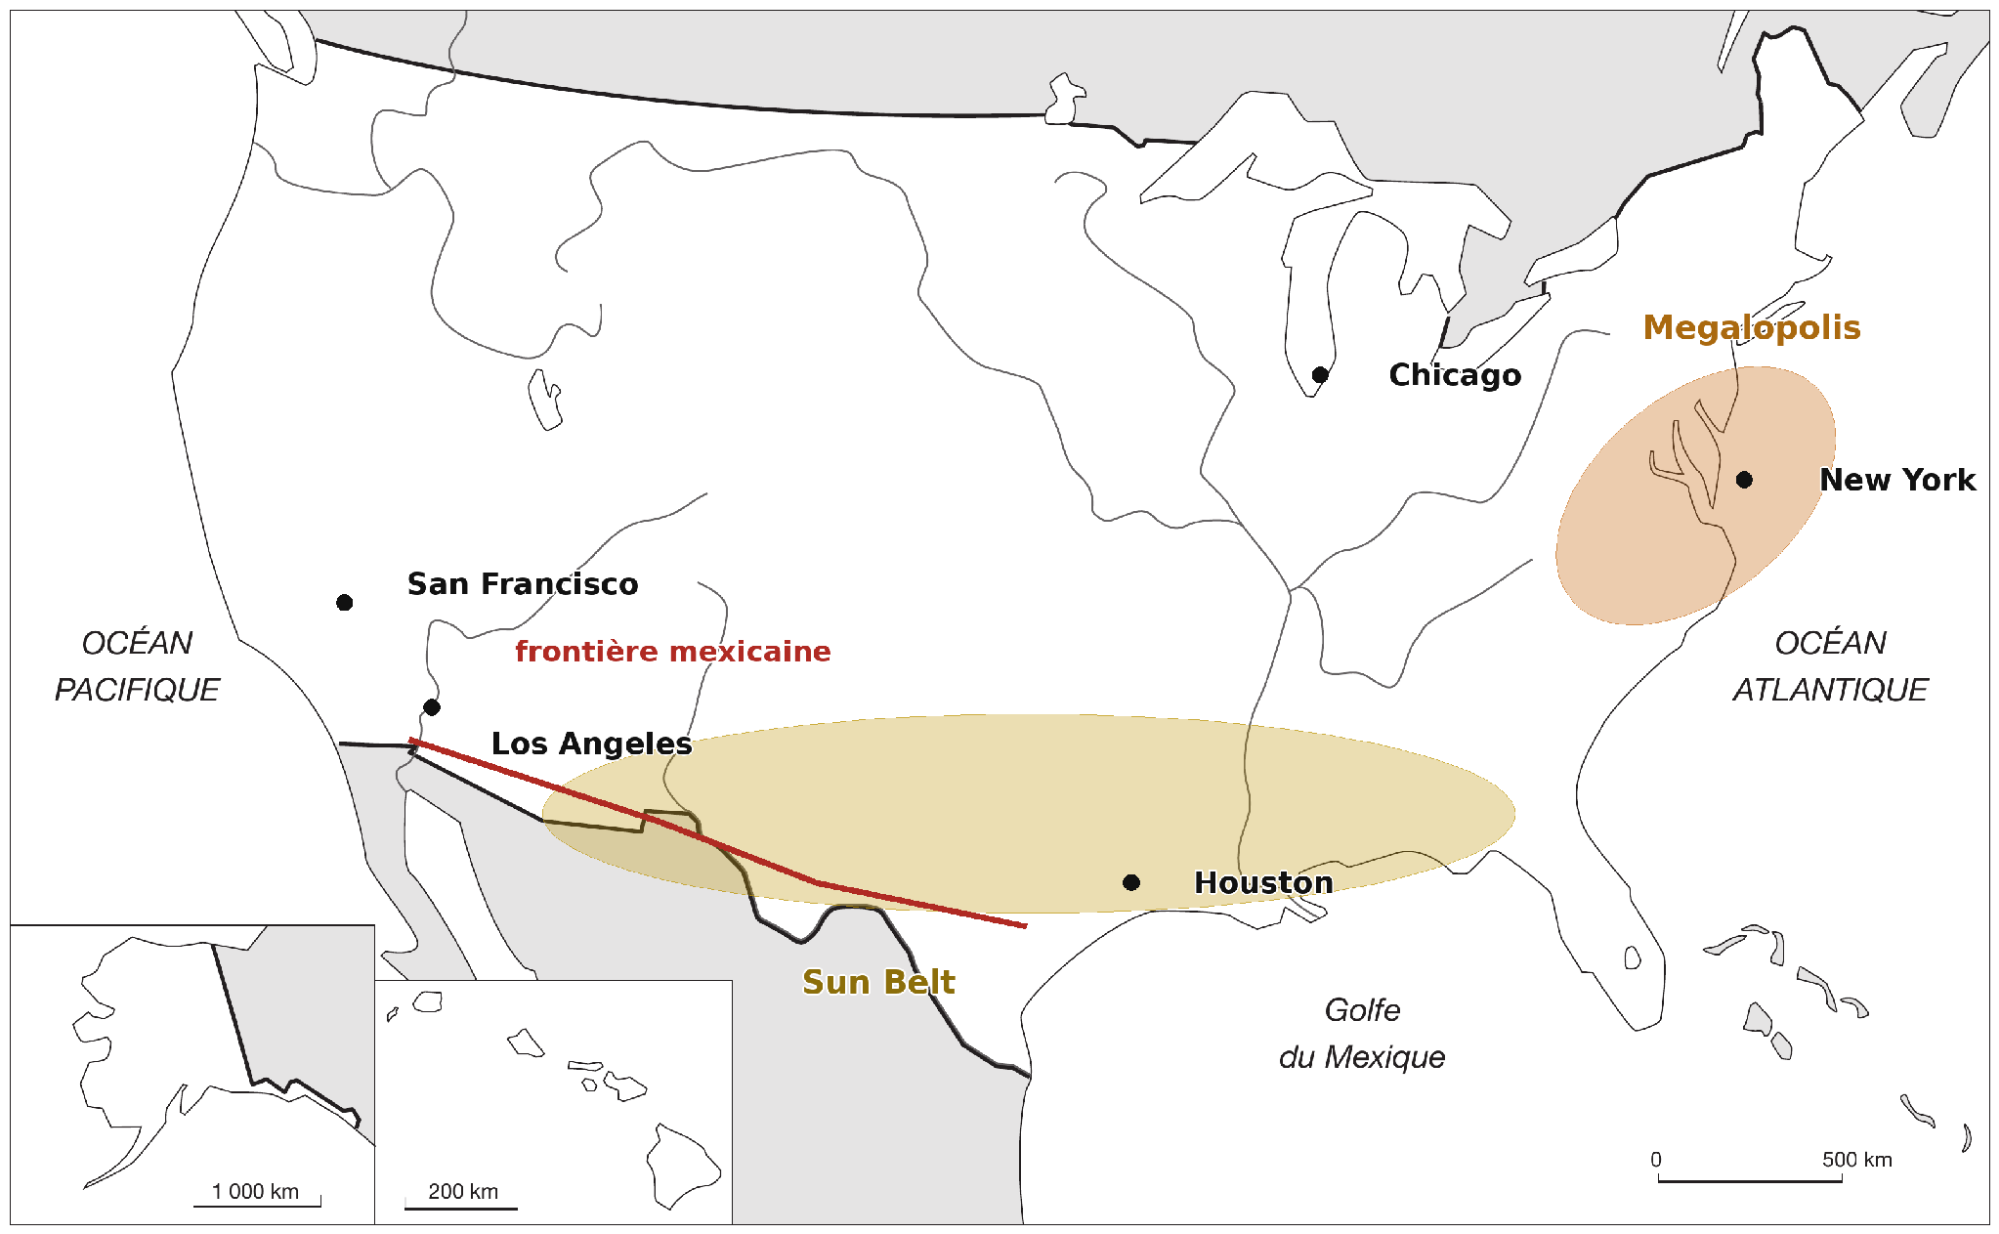 Megalopolis
Chicago
New York
San Francisco
OCÉAN
PACIFIQUE
frontière mexicaine
OCÉAN
ATLANTIQUE
Los Angeles
Houston
Sun Belt
Golfe
du Mexique
0 500 km
1 000 km
200 km